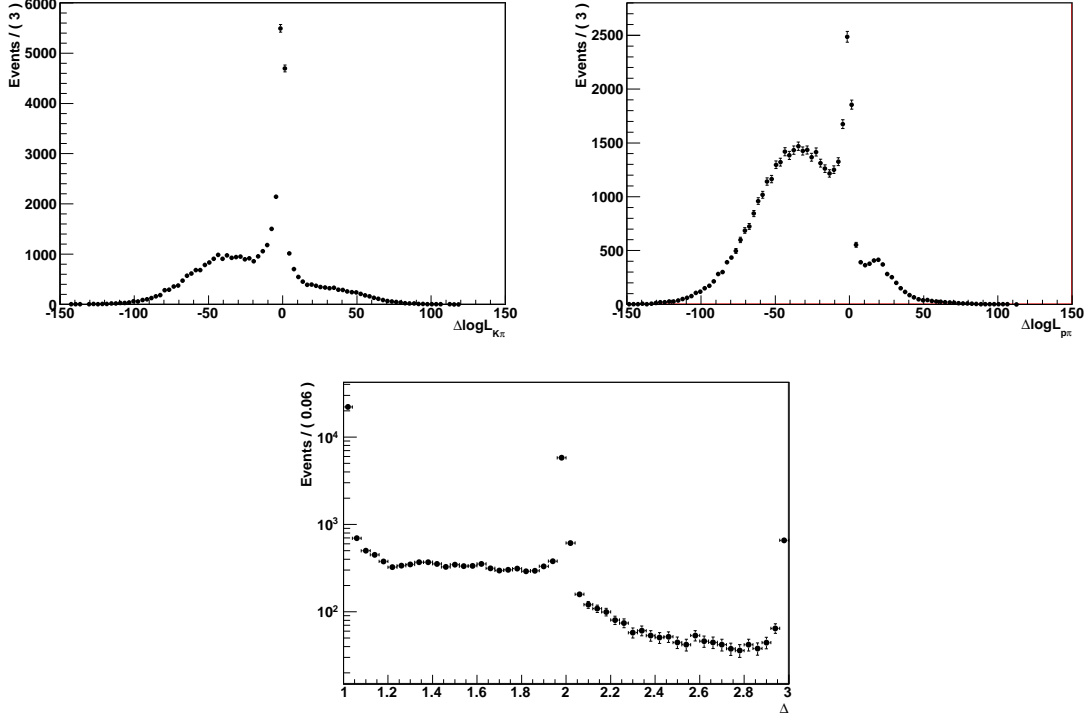 Events / ( 3 )
6000
5000
4000
3000
2000
1000
0
-150 -100 -50 0 50 100 150
ΔlogL_Kπ
Events / ( 3 )
2500
2000
1500
1000
500
0
-150 -100 -50 0 50 100 150
ΔlogL_pπ
Events / ( 0.06 )
10^4
10^3
10^2
1 1.2 1.4 1.6 1.8 2 2.2 2.4 2.6 2.8 3
Δ